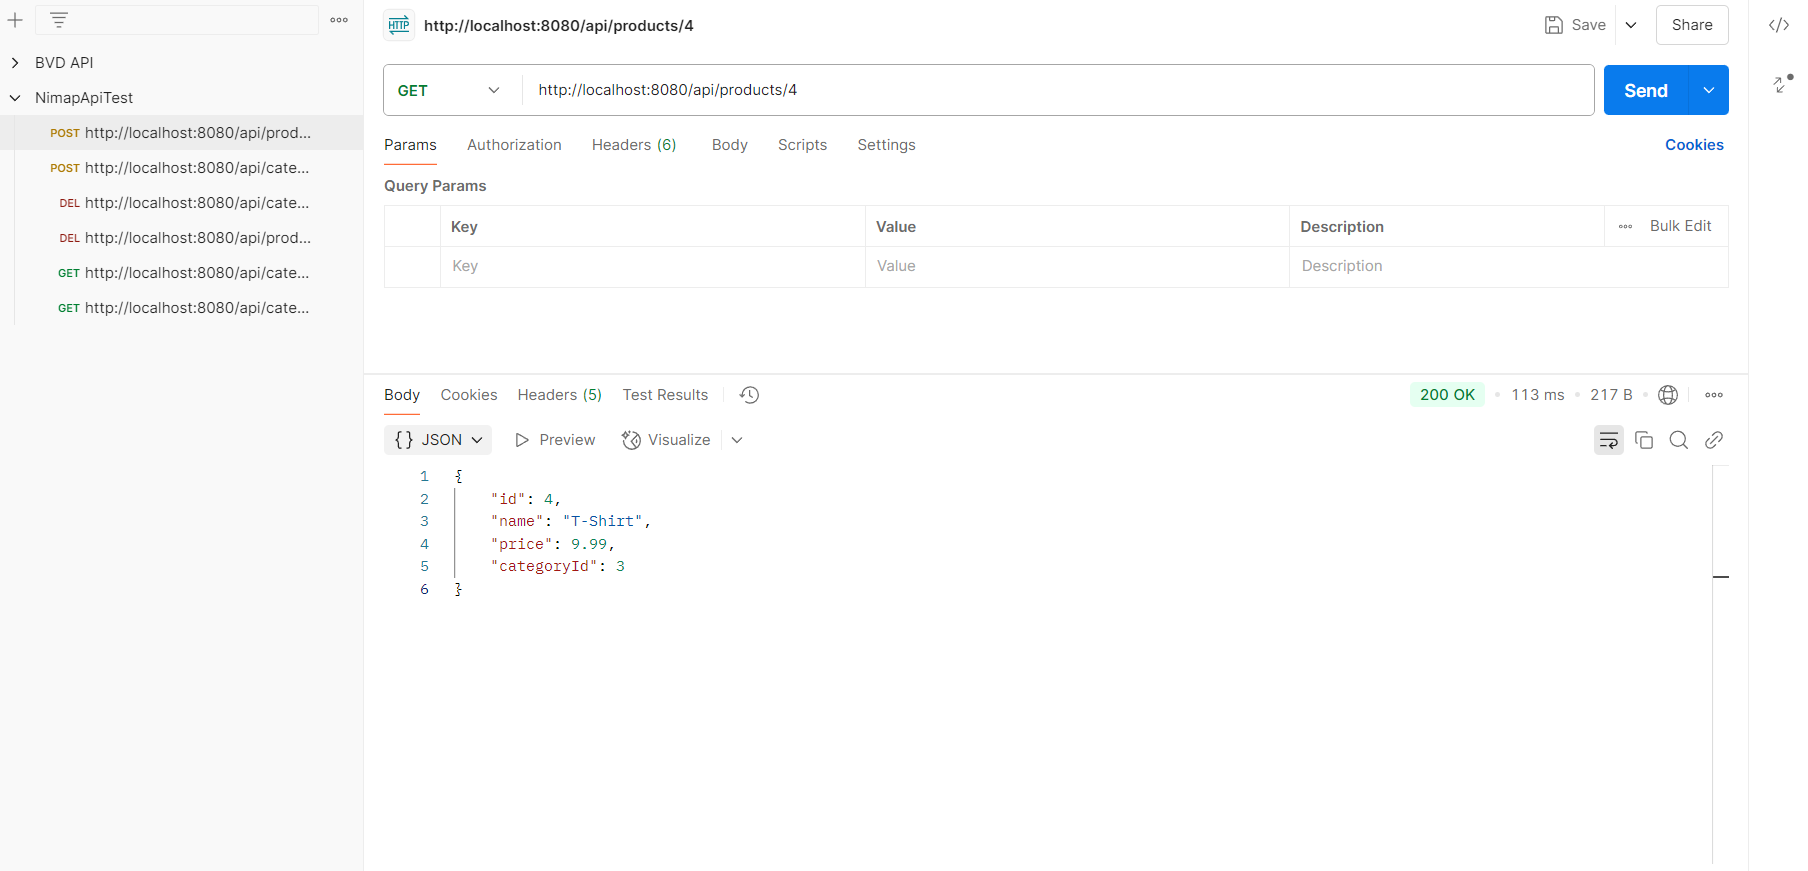 BVD API
NimapApiTest
POST http://localhost:8080/api/prod...
POST http://localhost:8080/api/cate...
DEL http://localhost:8080/api/cate...
DEL http://localhost:8080/api/prod...
GET http://localhost:8080/api/cate...
GET http://localhost:8080/api/cate...
HTTP http://localhost:8080/api/products/4
Save
Share
GET http://localhost:8080/api/products/4
Send
Params Authorization Headers (6) Body Scripts Settings
Cookies
Query Params
Key Value Description Bulk Edit
Key Value Description
Body Cookies Headers (5) Test Results
200 OK 113 ms 217 B
{} JSON Preview Visualize
1 {
2 "id": 4,
3 "name": "T-Shirt",
4 "price": 9.99,
5 "categoryId": 3
6 }